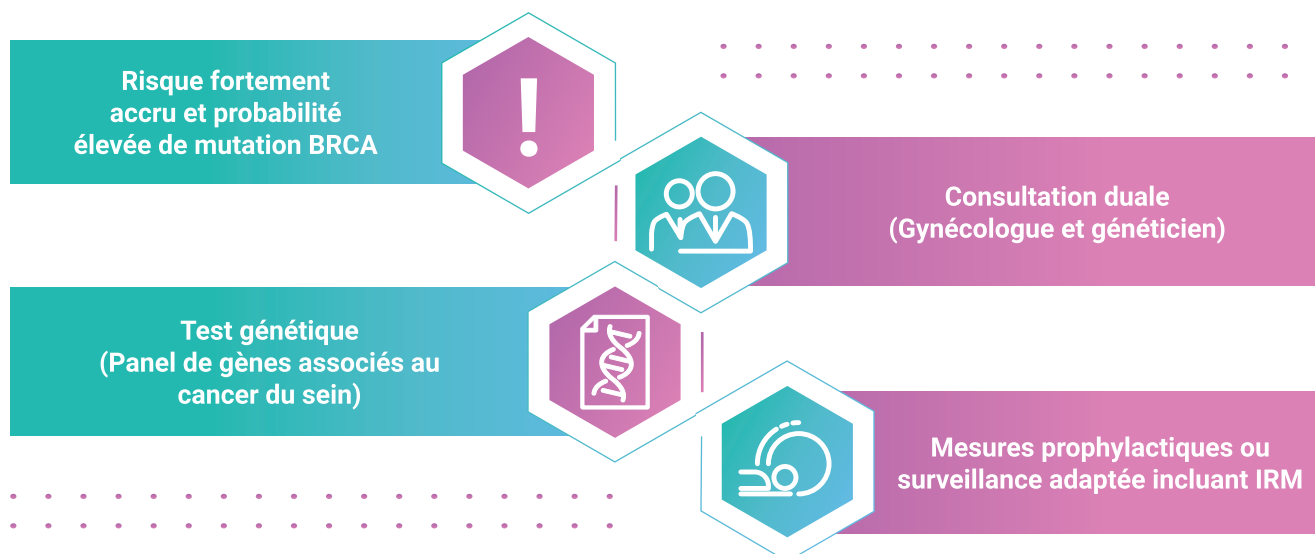 Risque fortement
accru et probabilité
élevée de mutation BRCA
Consultation duale
(Gynécologue et généticien)
Test génétique
(Panel de gènes associés au
cancer du sein)
Mesures prophylactiques ou
surveillance adaptée incluant IRM